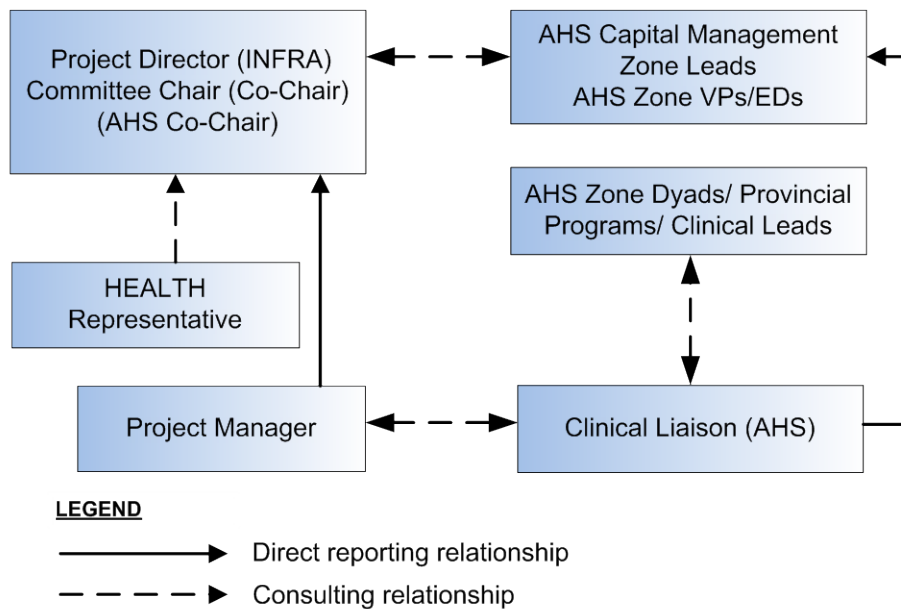 Project Director (INFRA)
Committee Chair (Co-Chair)
(AHS Co-Chair)
AHS Capital Management
Zone Leads
AHS Zone VPs/EDs
AHS Zone Dyads/ Provincial
Programs/ Clinical Leads
HEALTH
Representative
Project Manager
Clinical Liaison (AHS)
LEGEND
Direct reporting relationship
Consulting relationship